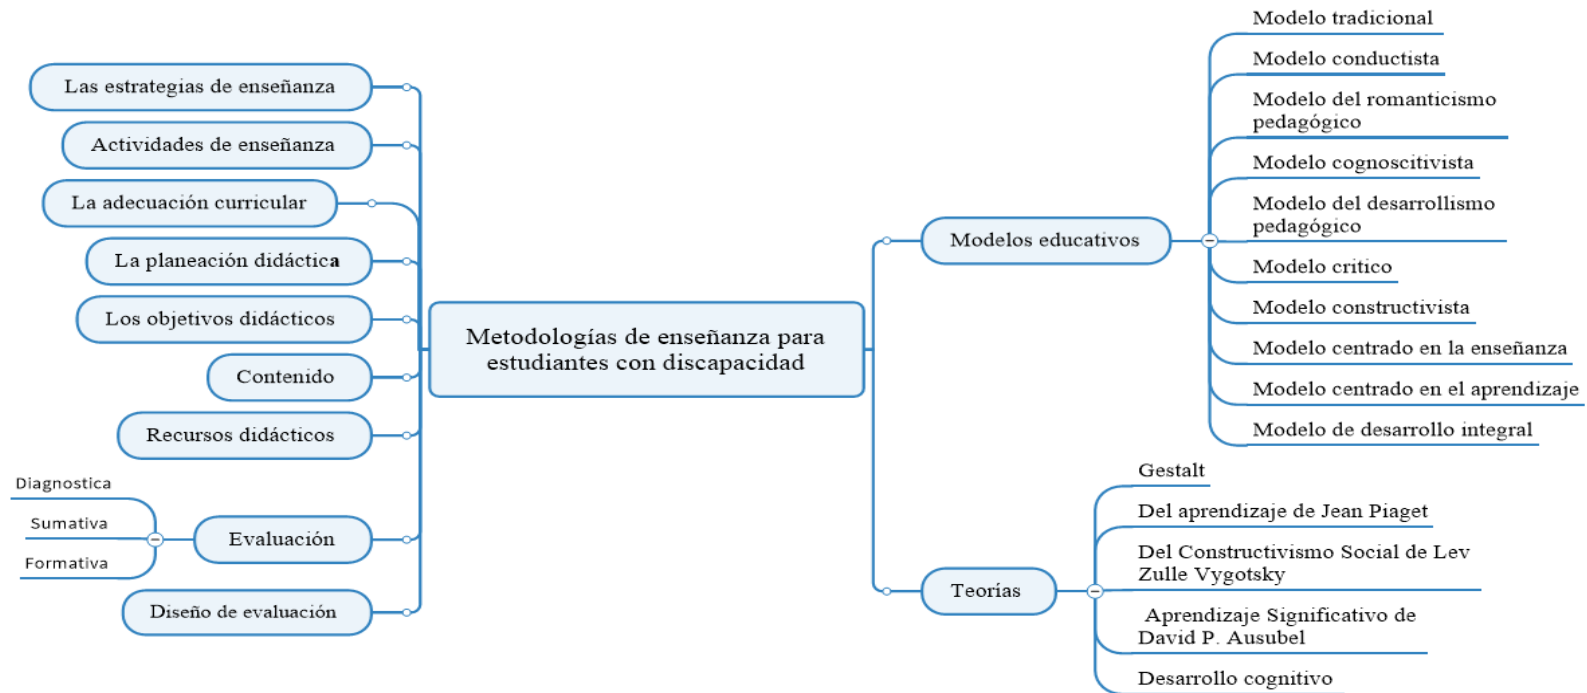 Metodologías de enseñanza para
estudiantes con discapacidad
Las estrategias de enseñanza
Actividades de enseñanza
La adecuación curricular
La planeación didáctica
Los objetivos didácticos
Contenido
Recursos didácticos
Evaluación
Diagnostica
Sumativa
Formativa
Diseño de evaluación
Modelos educativos
Modelo tradicional
Modelo conductista
Modelo del romanticismo
pedagógico
Modelo cognoscitivista
Modelo del desarrollismo
pedagógico
Modelo critico
Modelo constructivista
Modelo centrado en la enseñanza
Modelo centrado en el aprendizaje
Modelo de desarrollo integral
Teorías
Gestalt
Del aprendizaje de Jean Piaget
Del Constructivismo Social de Lev
Zulle Vygotsky
Aprendizaje Significativo de
David P. Ausubel
Desarrollo cognitivo